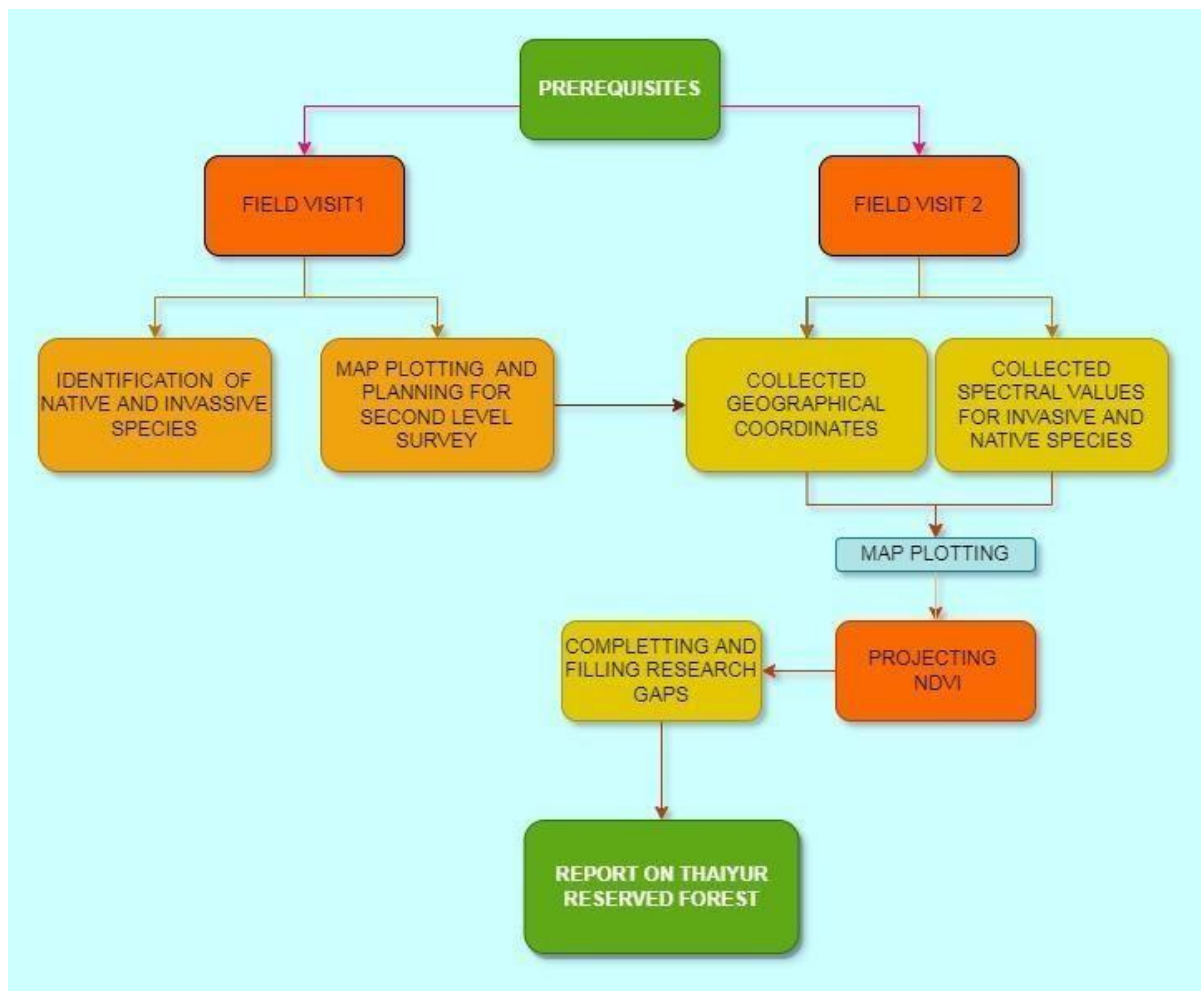 PREREQUISITES
FIELD VISIT1
FIELD VISIT 2
IDENTIFICATION OF
NATIVE AND INVASSIVE
SPECIES
MAP PLOTTING AND
PLANNING FOR
SECOND LEVEL
SURVEY
COLLECTED
GEOGRAPHICAL
COORDINATES
COLLECTED
SPECTRAL VALUES
FOR INVASIVE AND
NATIVE SPECIES
MAP PLOTTING
COMPLETTING AND
FILLING RESEARCH
GAPS
PROJECTING
NDVI
REPORT ON THAIYUR
RESERVED FOREST